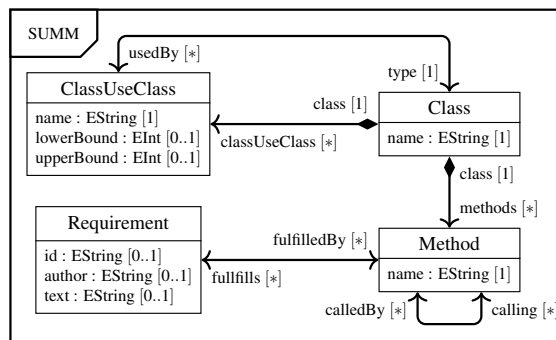 SUMM
usedBy [*]
type [1]
ClassUseClass
name : EString [1]
lowerBound : EInt [0..1]
upperBound : EInt [0..1]
class [1]
classUseClass [*]
Class
name : EString [1]
class [1]
methods [*]
Requirement
id : EString [0..1]
author : EString [0..1]
text : EString [0..1]
fulfilledBy [*]
fullfills [*]
Method
name : EString [1]
calledBy [*]
calling [*]